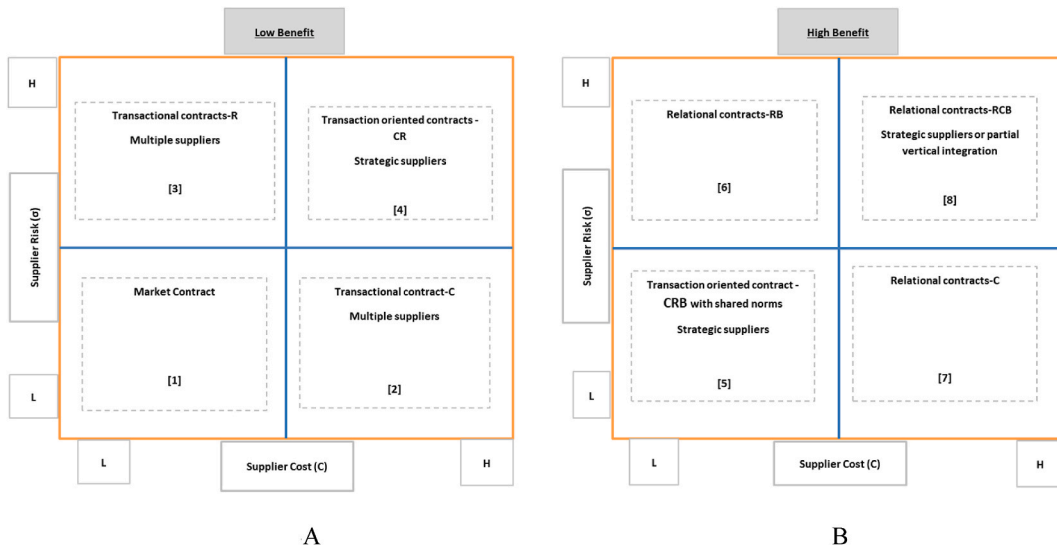 Low Benefit
H
Supplier Risk (σ)
L
Transactional contracts-R
Multiple suppliers
[3]
Transaction oriented contracts -
CR
Strategic suppliers
[4]
Market Contract
[1]
Transactional contract-C
Multiple suppliers
[2]
L
Supplier Cost (C)
H
A
High Benefit
H
Supplier Risk (σ)
L
Relational contracts-RB
[6]
Relational contracts-RCB
Strategic suppliers or partial
vertical integration
[8]
Transaction oriented contract -
CRB with shared norms
Strategic suppliers
[5]
Relational contracts-C
[7]
L
Supplier Cost (C)
H
B